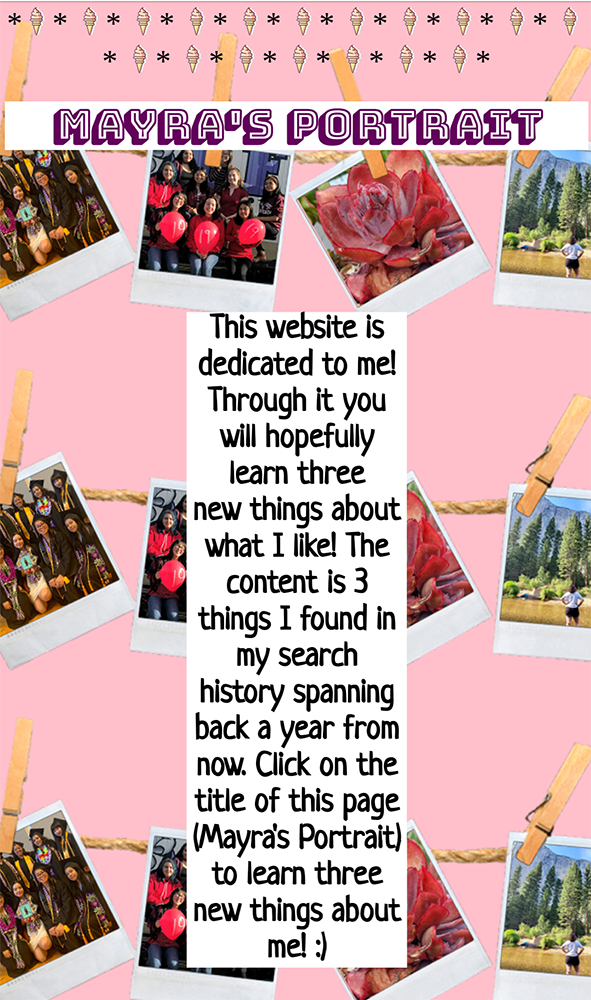 * * * * * * * * * * * *
* * * * * * * * *
MAYRA'S PORTRAIT
This website is
dedicated to me!
Through it you
will hopefully
learn three
new things about
what I like! The
content is 3
things I found in
my search
history spanning
back a year from
now. Click on the
title of this page
(Mayra's Portrait)
to learn three
new things about
me! :)